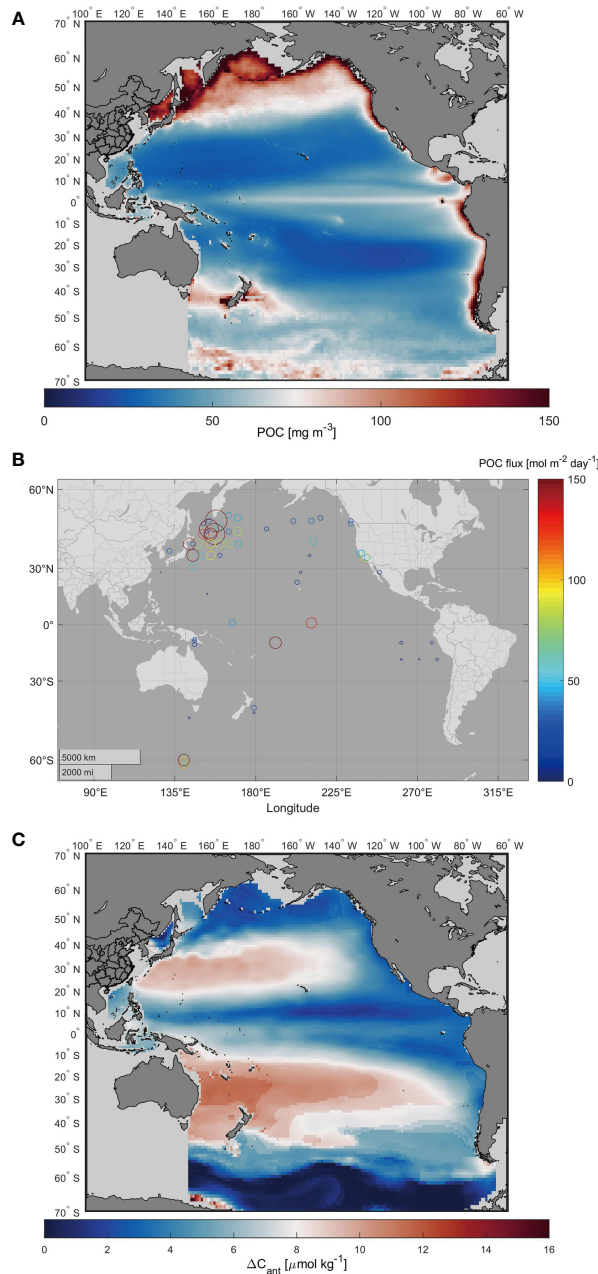 A
100° E 120° E 140° E 160° E 180° E 160° W 140° W 120° W 100° W 80° W 60° W
70° N
60° N
50° N
40° N
30° N
20° N
10° N
0°
10° S
20° S
30° S
40° S
50° S
60° S
70° S
0 50 100 150
POC [mg m⁻³]
B
POC flux [mol m⁻² day⁻¹]
60°N
30°N
0°
30°S
60°S
5000 km
2000 mi
90°E 135°E 180°E 225°E 270°E 315°E
Longitude
150
100
50
0
C
100° E 120° E 140° E 160° E 180° E 160° W 140° W 120° W 100° W 80° W 60° W
70° N
60° N
50° N
40° N
30° N
20° N
10° N
0°
10° S
20° S
30° S
40° S
50° S
60° S
70° S
0 2 4 6 8 10 12 14 16
ΔC_ant [μmol kg⁻¹]